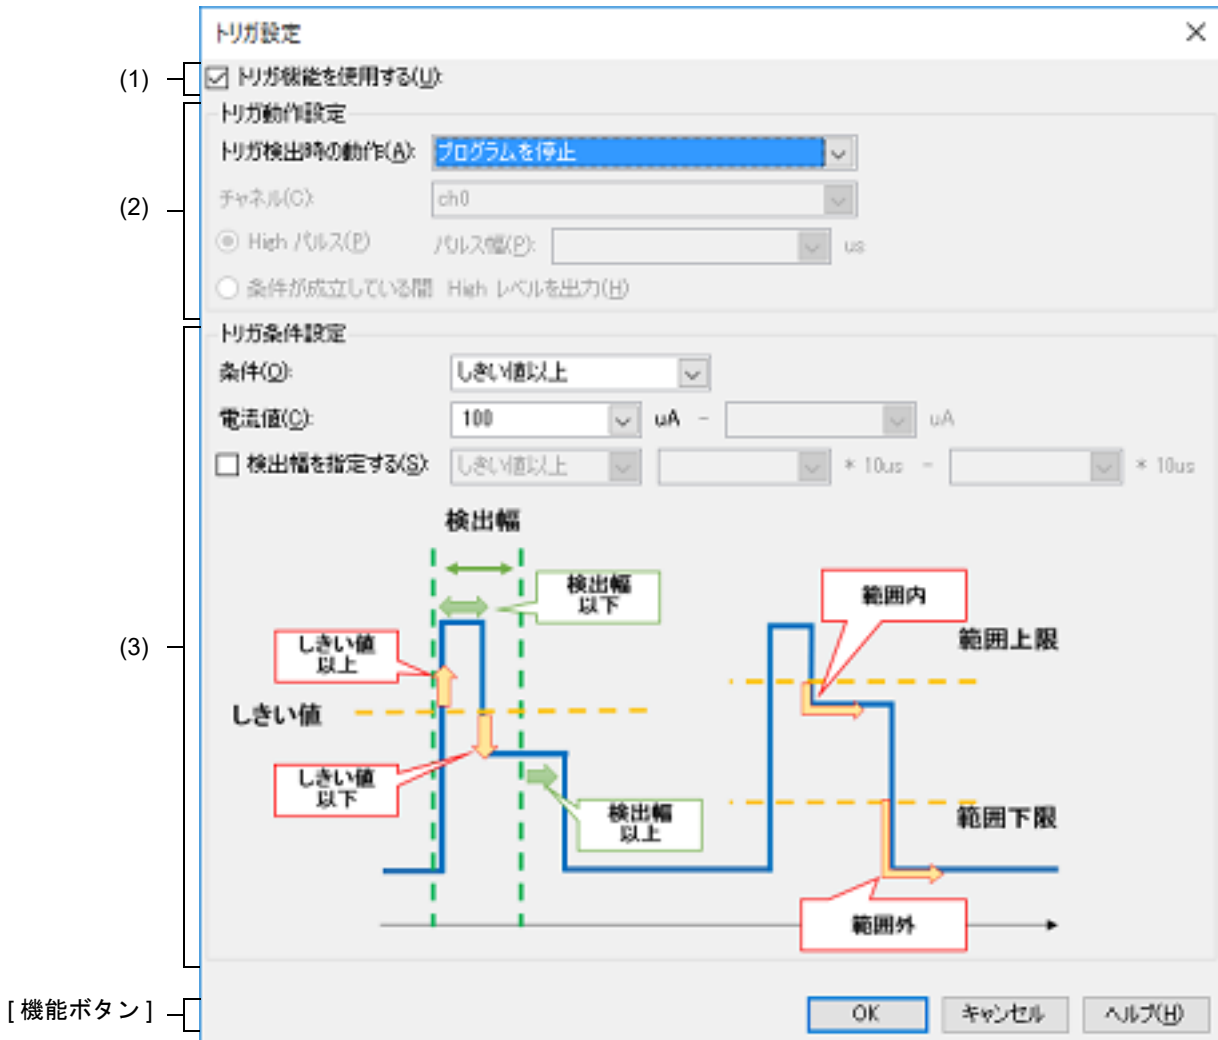 トリガ設定
(1)
トリガ機能を使用する(U):
(2)
トリガ動作設定
トリガ検出時の動作(A): プログラムを停止
チャネル(C): ch0
High パルス(P) パルス幅(P): us
条件が成立している間 High レベルを出力(H)
(3)
トリガ条件設定
条件(O): しきい値以上
電流値(C): 100 uA - uA
検出幅を指定する(S): しきい値以上 * 10us - * 10us
検出幅
検出幅
以下
範囲内
しきい値
以上
範囲上限
しきい値
しきい値
以下
検出幅
以上
範囲下限
範囲外
[ 機能ボタン ]
OK キャンセル ヘルプ(H)